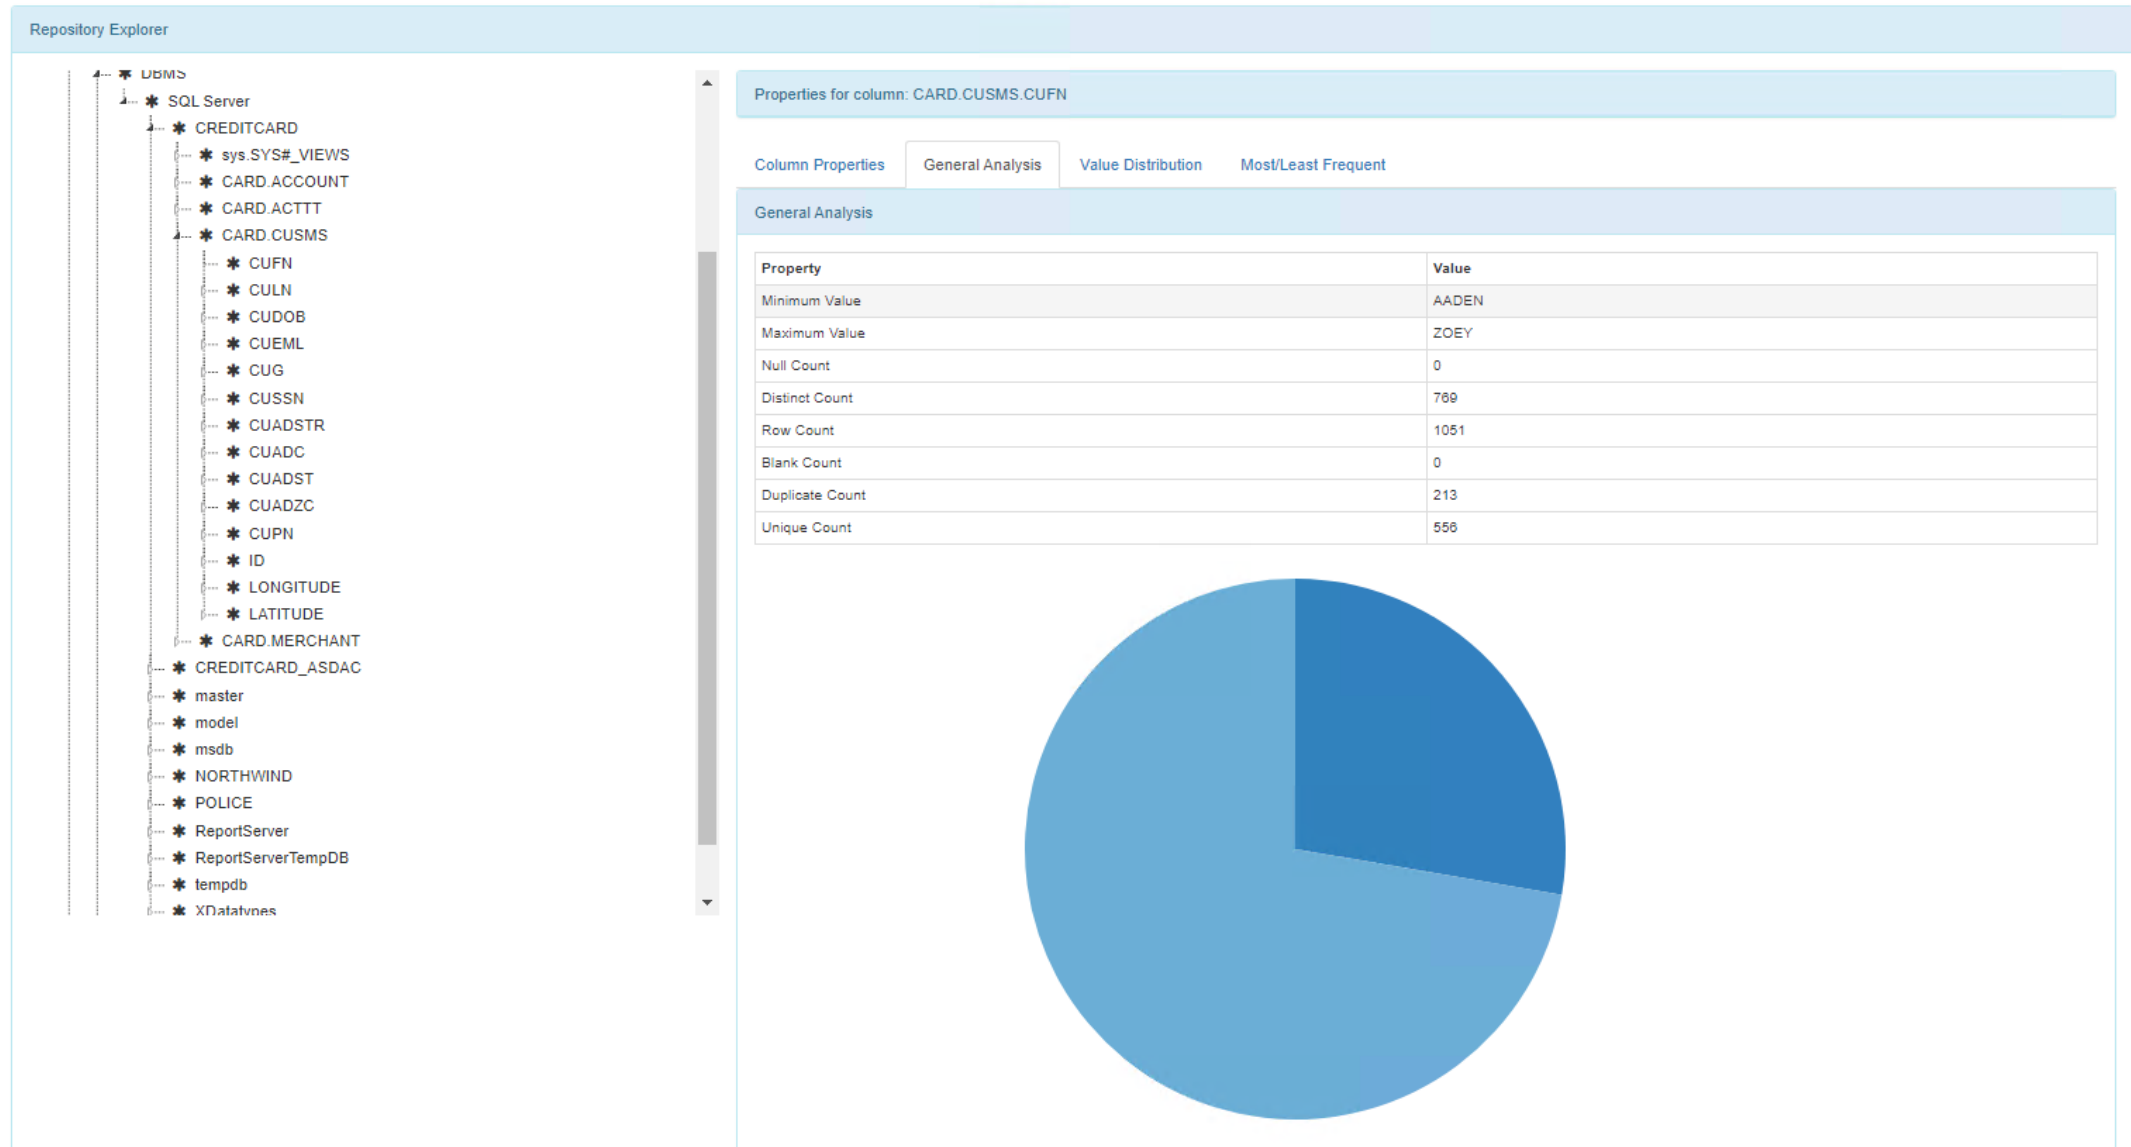 Repository Explorer
DBMS
SQL Server
CREDITCARD
sys.SYS#_VIEWS
CARD.ACCOUNT
CARD.ACTTT
CARD.CUSMS
CUFN
CULN
CUDOB
CUEML
CUG
CUSSN
CUADSTR
CUADC
CUADST
CUADZC
CUPN
ID
LONGITUDE
LATITUDE
CARD.MERCHANT
CREDITCARD_ASDAC
master
model
msdb
NORTHWIND
POLICE
ReportServer
ReportServerTempDB
tempdb
XDatatypes
Properties for column: CARD.CUSMS.CUFN
Column Properties General Analysis Value Distribution Most/Least Frequent
General Analysis
Property Value
Minimum Value AADEN
Maximum Value ZOEY
Null Count 0
Distinct Count 769
Row Count 1051
Blank Count 0
Duplicate Count 213
Unique Count 556